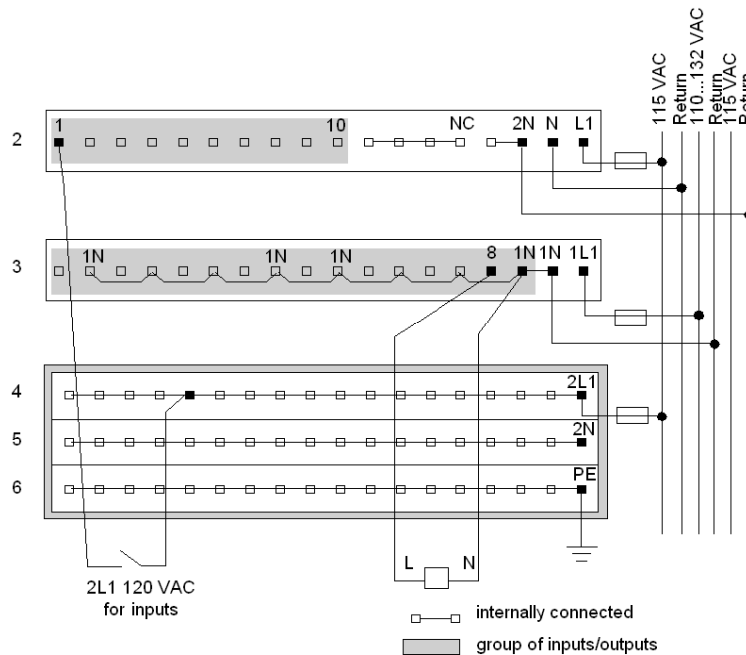 115 VAC
Return
110...132 VAC
Return
115 VAC
Return
2
1
10
NC
2N
N
L1
3
1N
1N
1N
8
1N
1N
1L1
4
2L1
5
2N
6
PE
2L1 120 VAC
for inputs
L
N
internally connected
group of inputs/outputs